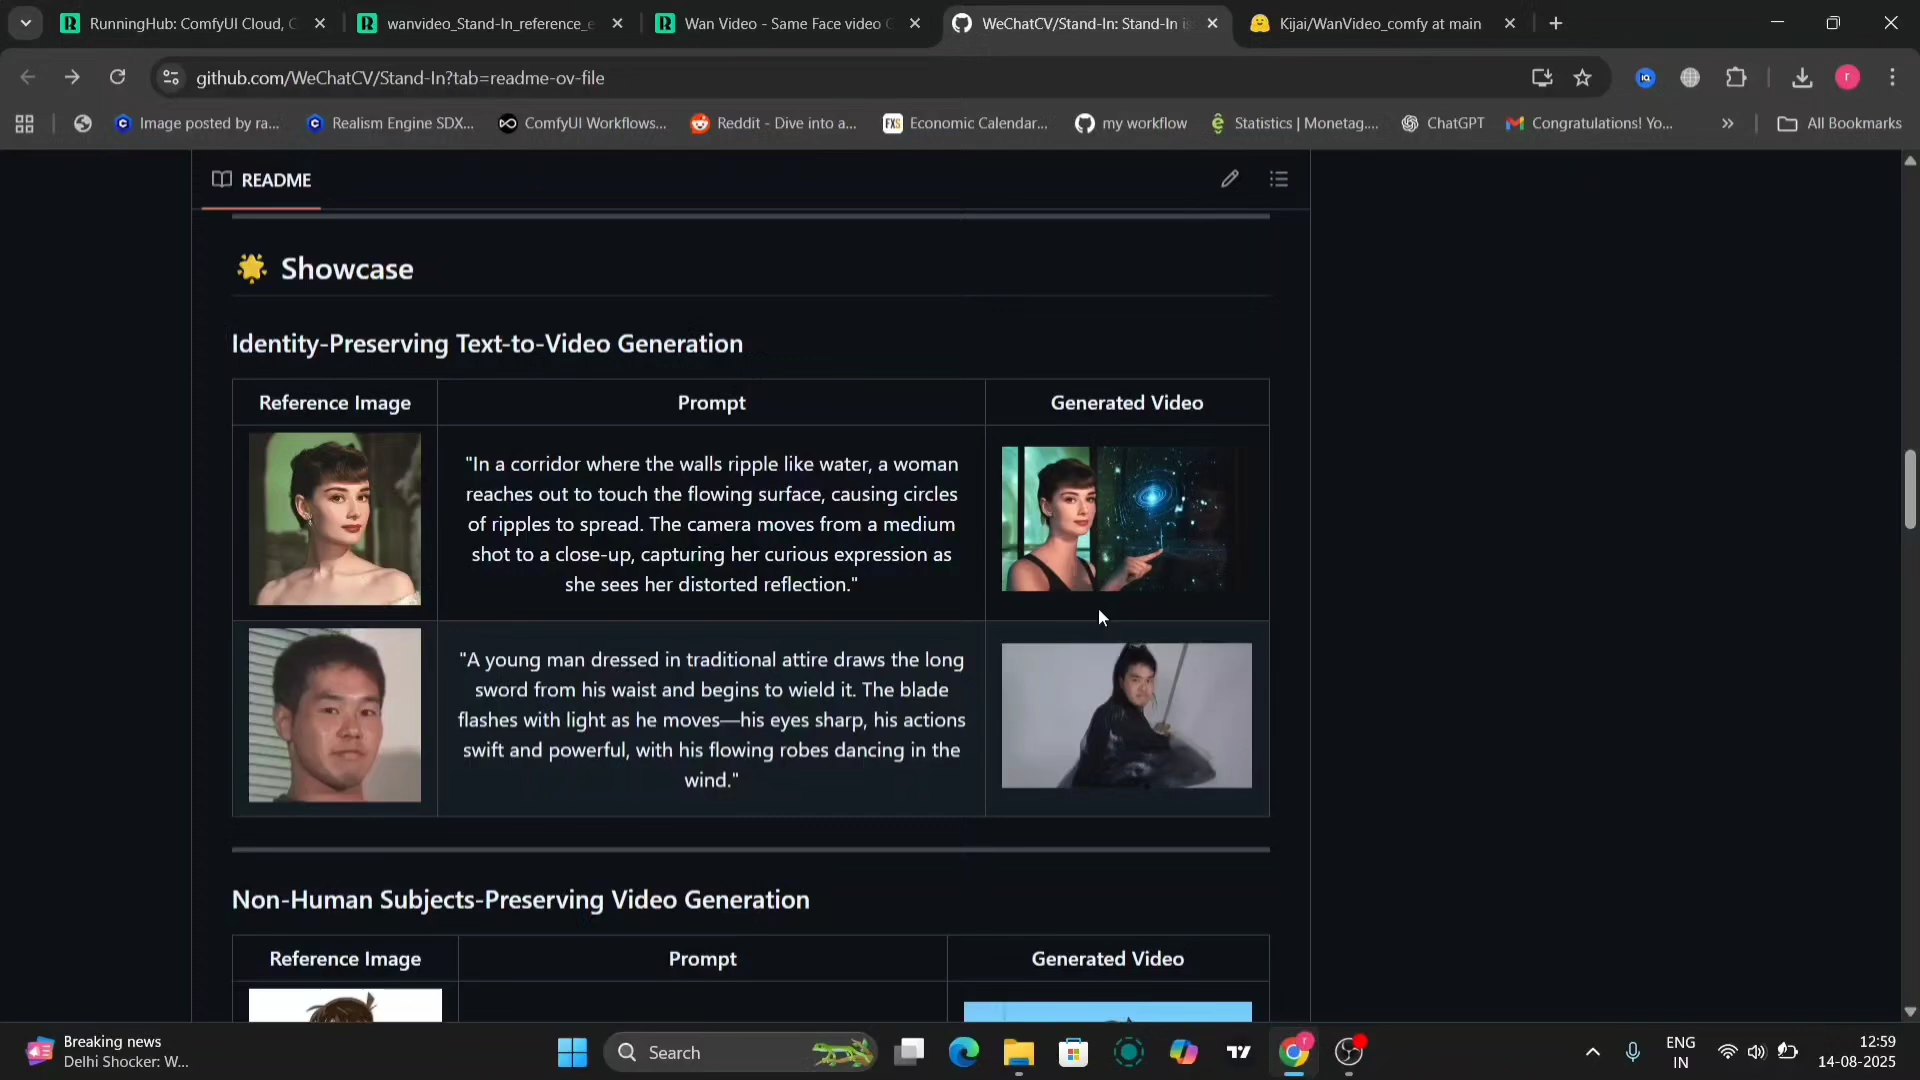 RunningHub: ComfyUI Cloud, C
wanvideo_Stand-In_reference_e
Wan Video - Same Face video C
WeChatCV/Stand-In: Stand-In is
Kijai/WanVideo_comfy at main
github.com/WeChatCV/Stand-In?tab=readme-ov-file
Image posted by ra...
Realism Engine SDX...
ComfyUI Workflows...
Reddit - Dive into a...
FXS
Economic Calendar...
my workflow
Statistics | Monetag,...
ChatGPT
Congratulations! Yo...
All Bookmarks
README
Showcase
Identity-Preserving Text-to-Video Generation
Reference Image
Prompt
Generated Video
"In a corridor where the walls ripple like water, a woman
reaches out to touch the flowing surface, causing circles
of ripples to spread. The camera moves from a medium
shot to a close-up, capturing her curious expression as
she sees her distorted reflection."
"A young man dressed in traditional attire draws the long
sword from his waist and begins to wield it. The blade
flashes with light as he moves—his eyes sharp, his actions
swift and powerful, with his flowing robes dancing in the
wind."
Non-Human Subjects-Preserving Video Generation
Reference Image
Prompt
Generated Video
Breaking news
Delhi Shocker: W...
Search
ENG
IN
12:59
14-08-2025